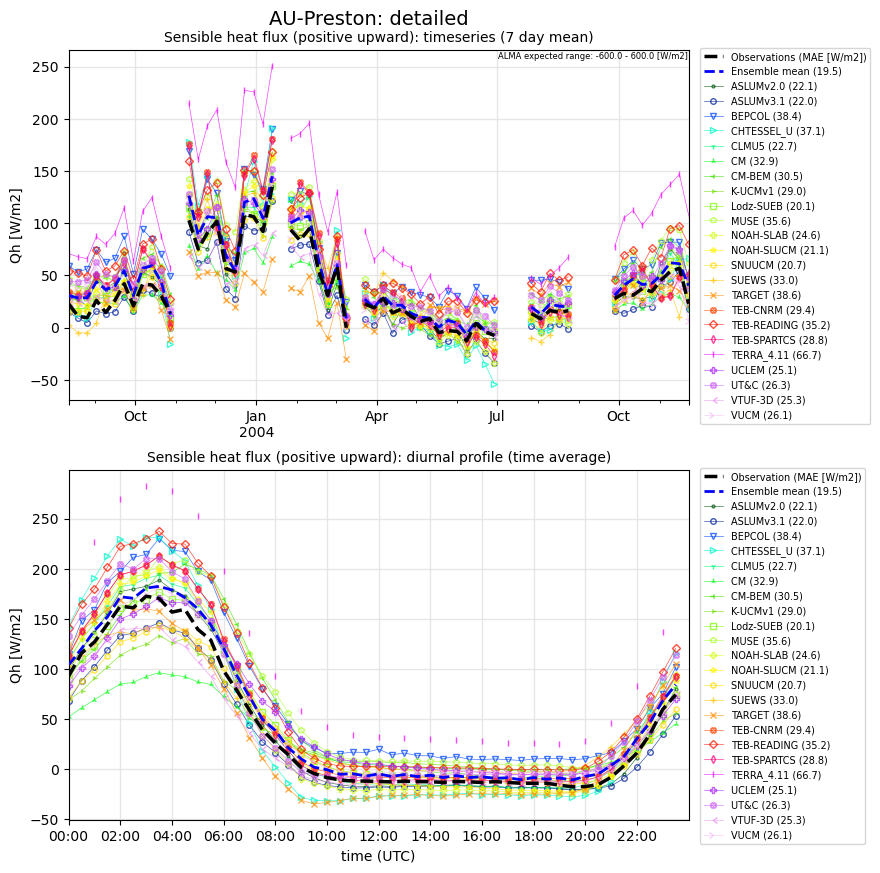 AU-Preston: detailed
Sensible heat flux (positive upward): timeseries (7 day mean)
ALMA expected range: -600.0 - 600.0 [W/m2]
Qh [W/m2]
250
200
150
100
50
0
−50
Oct
Jan
2004
Apr
Jul
Oct
Observations (MAE [W/m2])
Ensemble mean (19.5)
ASLUMv2.0 (22.1)
ASLUMv3.1 (22.0)
BEPCOL (38.4)
CHTESSEL_U (37.1)
CLMU5 (22.7)
CM (32.9)
CM-BEM (30.5)
K-UCMv1 (29.0)
Lodz-SUEB (20.1)
MUSE (35.6)
NOAH-SLAB (24.6)
NOAH-SLUCM (21.1)
SNUUCM (20.7)
SUEWS (33.0)
TARGET (38.6)
TEB-CNRM (29.4)
TEB-READING (35.2)
TEB-SPARTCS (28.8)
TERRA_4.11 (66.7)
UCLEM (25.1)
UT&C (26.3)
VTUF-3D (25.3)
VUCM (26.1)
Sensible heat flux (positive upward): diurnal profile (time average)
Qh [W/m2]
250
200
150
100
50
0
−50
00:00
02:00
04:00
06:00
08:00
10:00
12:00
14:00
16:00
18:00
20:00
22:00
time (UTC)
Observation (MAE [W/m2])
Ensemble mean (19.5)
ASLUMv2.0 (22.1)
ASLUMv3.1 (22.0)
BEPCOL (38.4)
CHTESSEL_U (37.1)
CLMU5 (22.7)
CM (32.9)
CM-BEM (30.5)
K-UCMv1 (29.0)
Lodz-SUEB (20.1)
MUSE (35.6)
NOAH-SLAB (24.6)
NOAH-SLUCM (21.1)
SNUUCM (20.7)
SUEWS (33.0)
TARGET (38.6)
TEB-CNRM (29.4)
TEB-READING (35.2)
TEB-SPARTCS (28.8)
TERRA_4.11 (66.7)
UCLEM (25.1)
UT&C (26.3)
VTUF-3D (25.3)
VUCM (26.1)